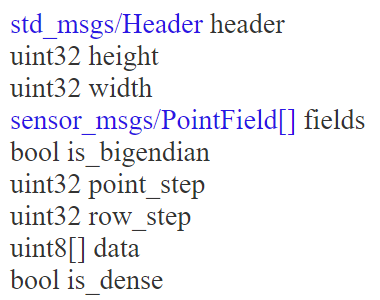 std_msgs/Header header
uint32 height
uint32 width
sensor_msgs/PointField[] fields
bool is_bigendian
uint32 point_step
uint32 row_step
uint8[] data
bool is_dense